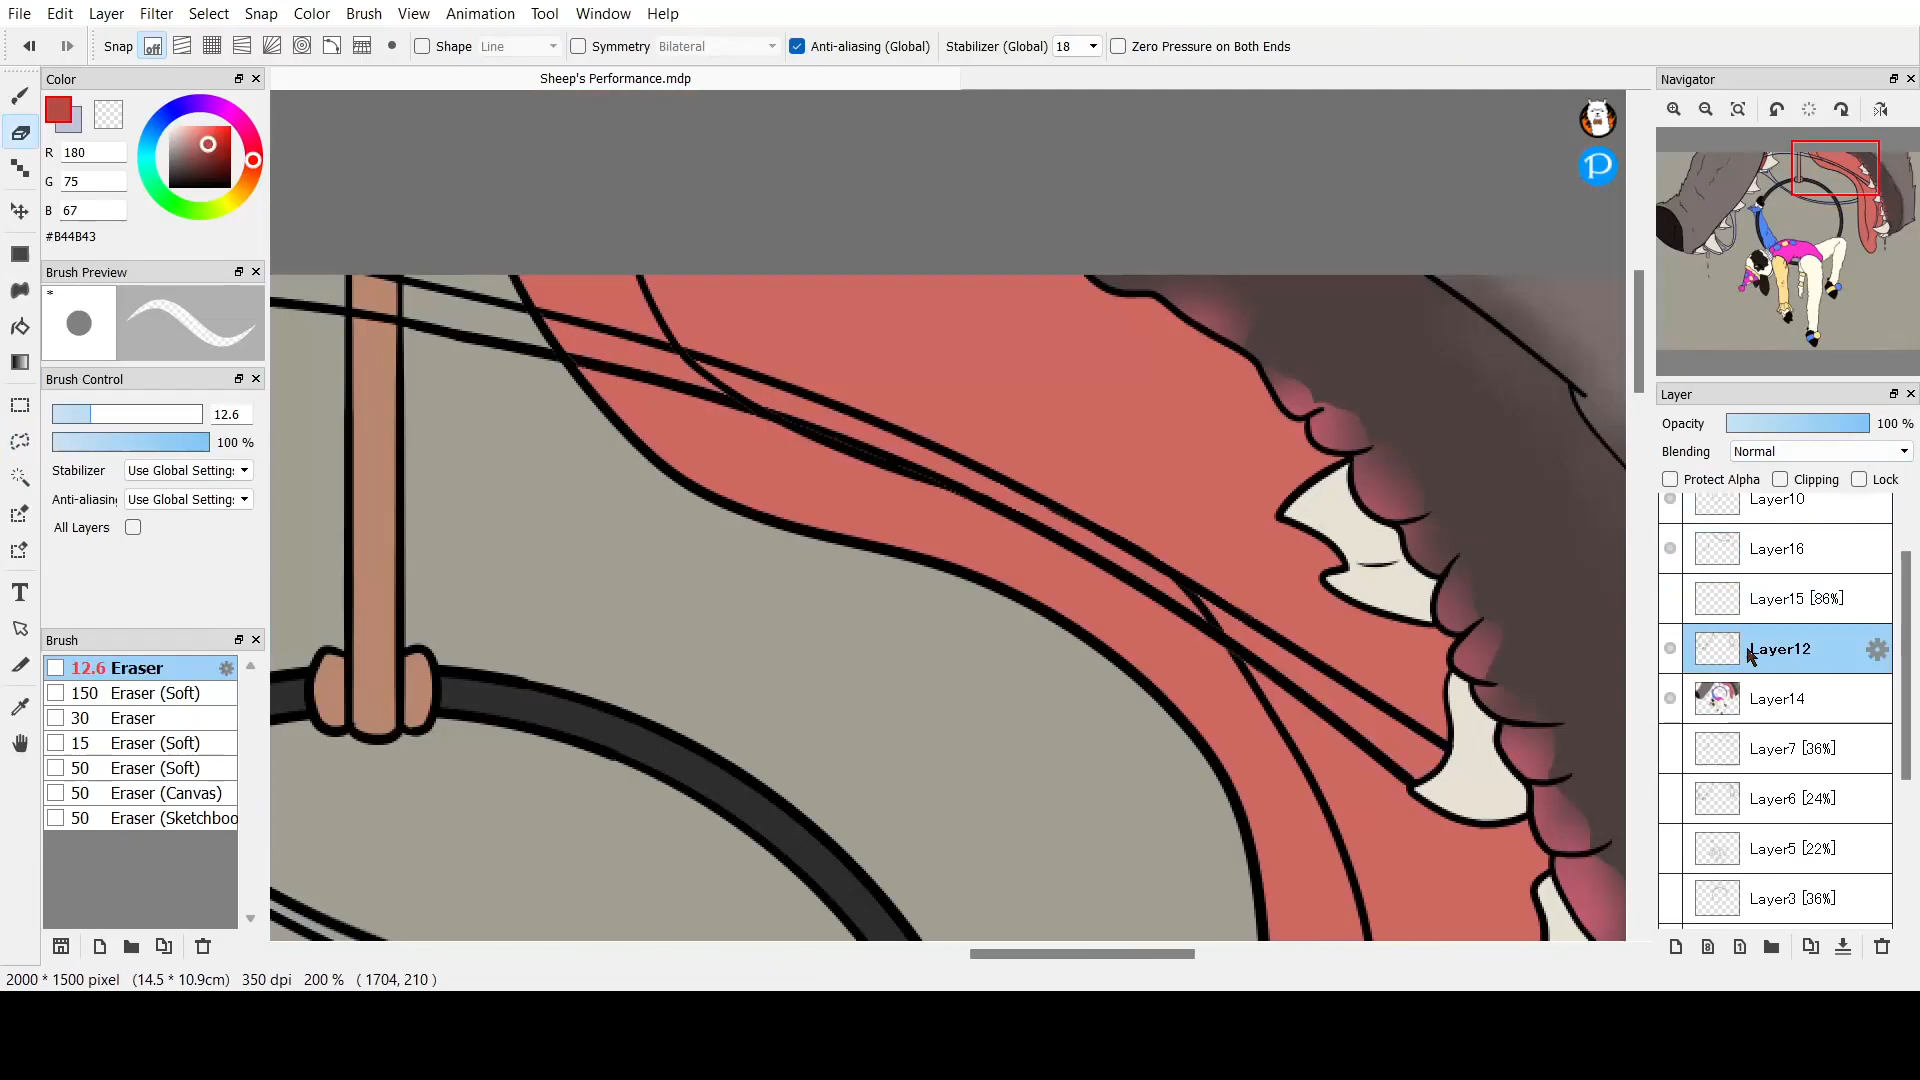 File Edit Layer Filter Select Snap Color Brush View Animation Tool Window Help
Snap off Shape Line Symmetry Bilateral Anti-aliasing (Global) Stabilizer (Global) 18 Zero Pressure on Both Ends
Color
Sheep's Performance.mdp
Navigator
R 180
G 75
B 67
#B44B43
Brush Preview
*
Brush Control
12.6
100 %
Stabilizer Use Global Setting:
Anti-aliasing Use Global Setting:
All Layers
Brush
12.6 Eraser
150 Eraser (Soft)
30 Eraser
15 Eraser (Soft)
50 Eraser (Soft)
50 Eraser (Canvas)
50 Eraser (Sketchboo
Layer
Opacity 100 %
Blending Normal
Protect Alpha Clipping Lock
Layer10
Layer16
Layer15 [86%]
Layer12
Layer14
Layer7 [36%]
Layer6 [24%]
Layer5 [22%]
Layer3 [36%]
2000 * 1500 pixel (14.5 * 10.9cm) 350 dpi 200 % ( 1704, 210 )